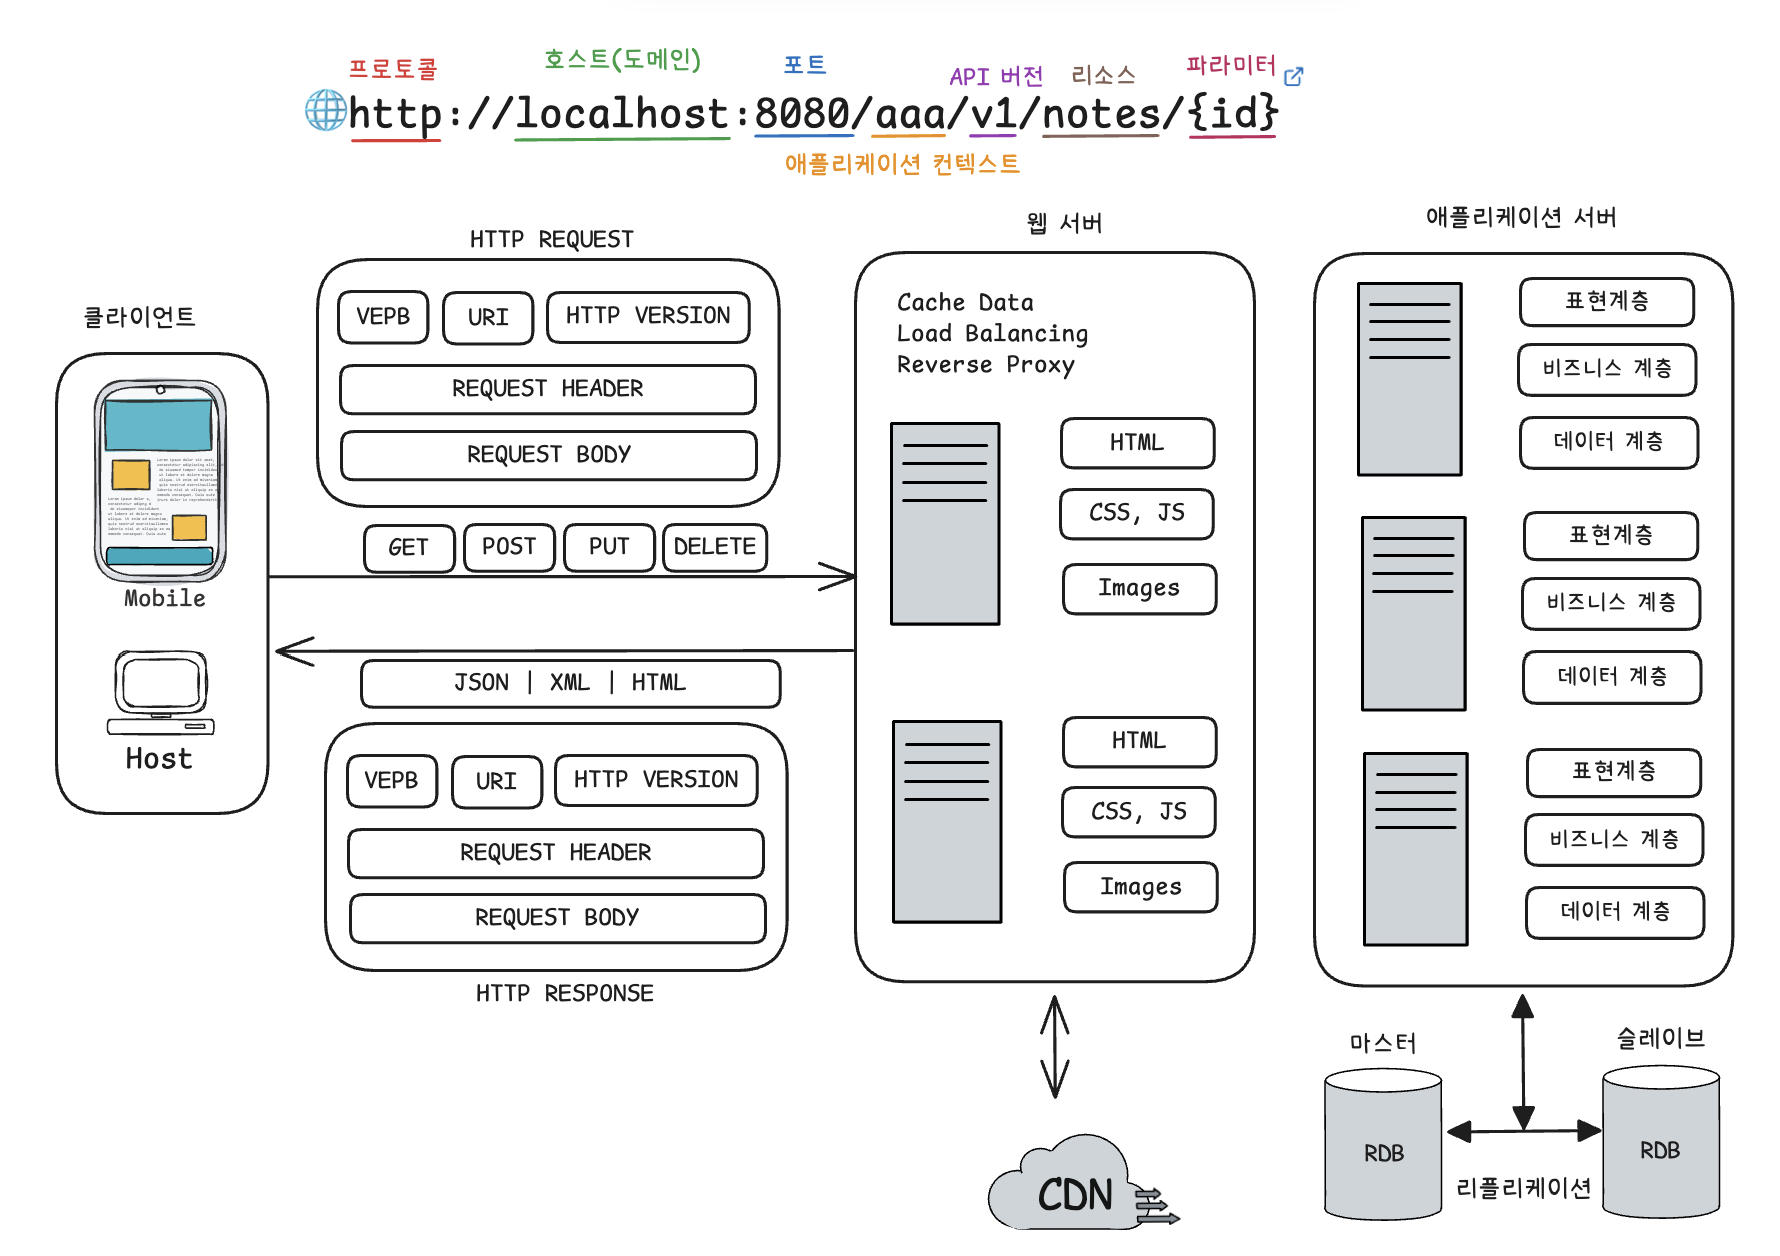 프로토콜
호스트(도메인)
포트
API 버전
리소스
파라미터
http://localhost:8080/aaa/v1/notes/{id}
애플리케이션 컨텍스트
클라이언트
Mobile
Host
HTTP REQUEST
VEPB
URI
HTTP VERSION
REQUEST HEADER
REQUEST BODY
GET
POST
PUT
DELETE
JSON | XML | HTML
VEPB
URI
HTTP VERSION
REQUEST HEADER
REQUEST BODY
HTTP RESPONSE
웹 서버
Cache Data
Load Balancing
Reverse Proxy
HTML
CSS, JS
Images
HTML
CSS, JS
Images
CDN
애플리케이션 서버
표현계층
비즈니스 계층
데이터 계층
표현계층
비즈니스 계층
데이터 계층
표현계층
비즈니스 계층
데이터 계층
마스터
RDB
슬레이브
RDB
리플리케이션